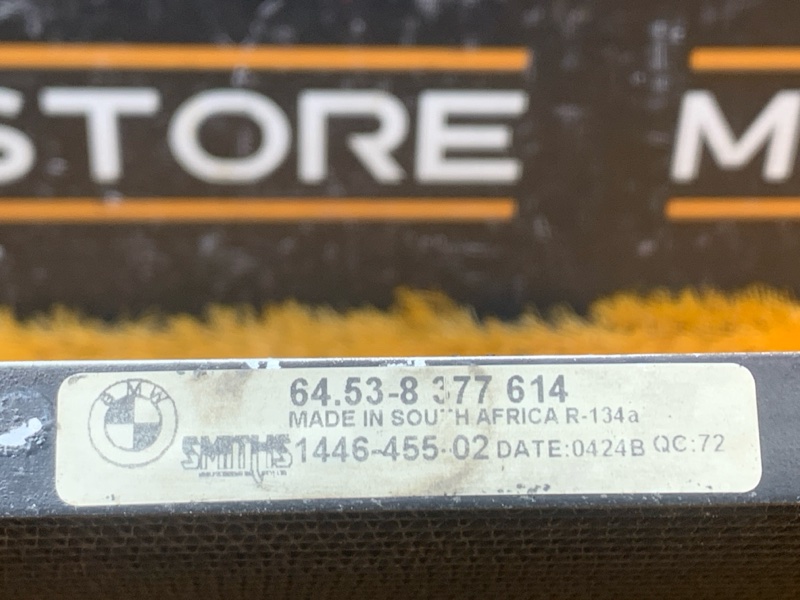 STORE M
BMW
64.53-8 377 614
MADE IN SOUTH AFRICA R-134a
SMITHS 1446-455-02 DATE:0424B QC:72